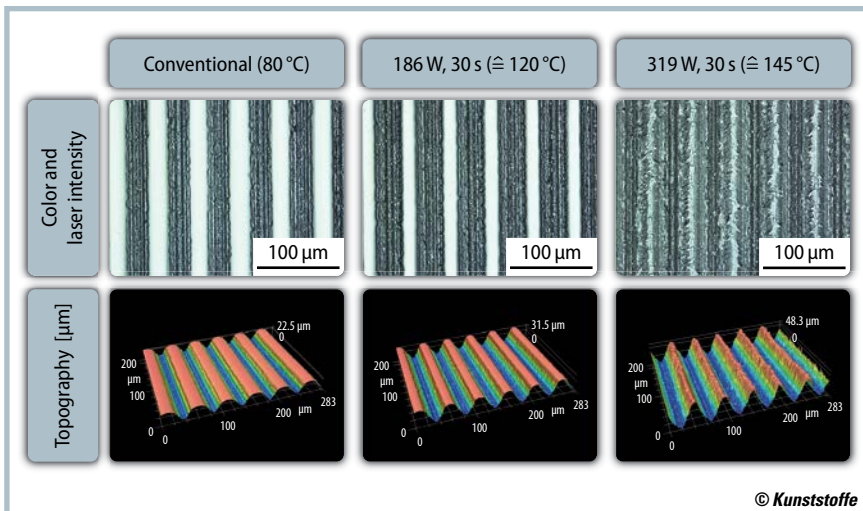 Conventional (80 °C)
186 W, 30 s (≙ 120 °C)
319 W, 30 s (≙ 145 °C)
Color and
laser intensity
100 µm
100 µm
100 µm
Topography [µm]
22.5 µm
0
200
µm
100
0
0
100
200
µm
283
31.5 µm
0
200
µm
100
0
0
100
200
µm
283
48.3 µm
0
200
µm
100
0
0
100
200
µm
283
© Kunststoffe